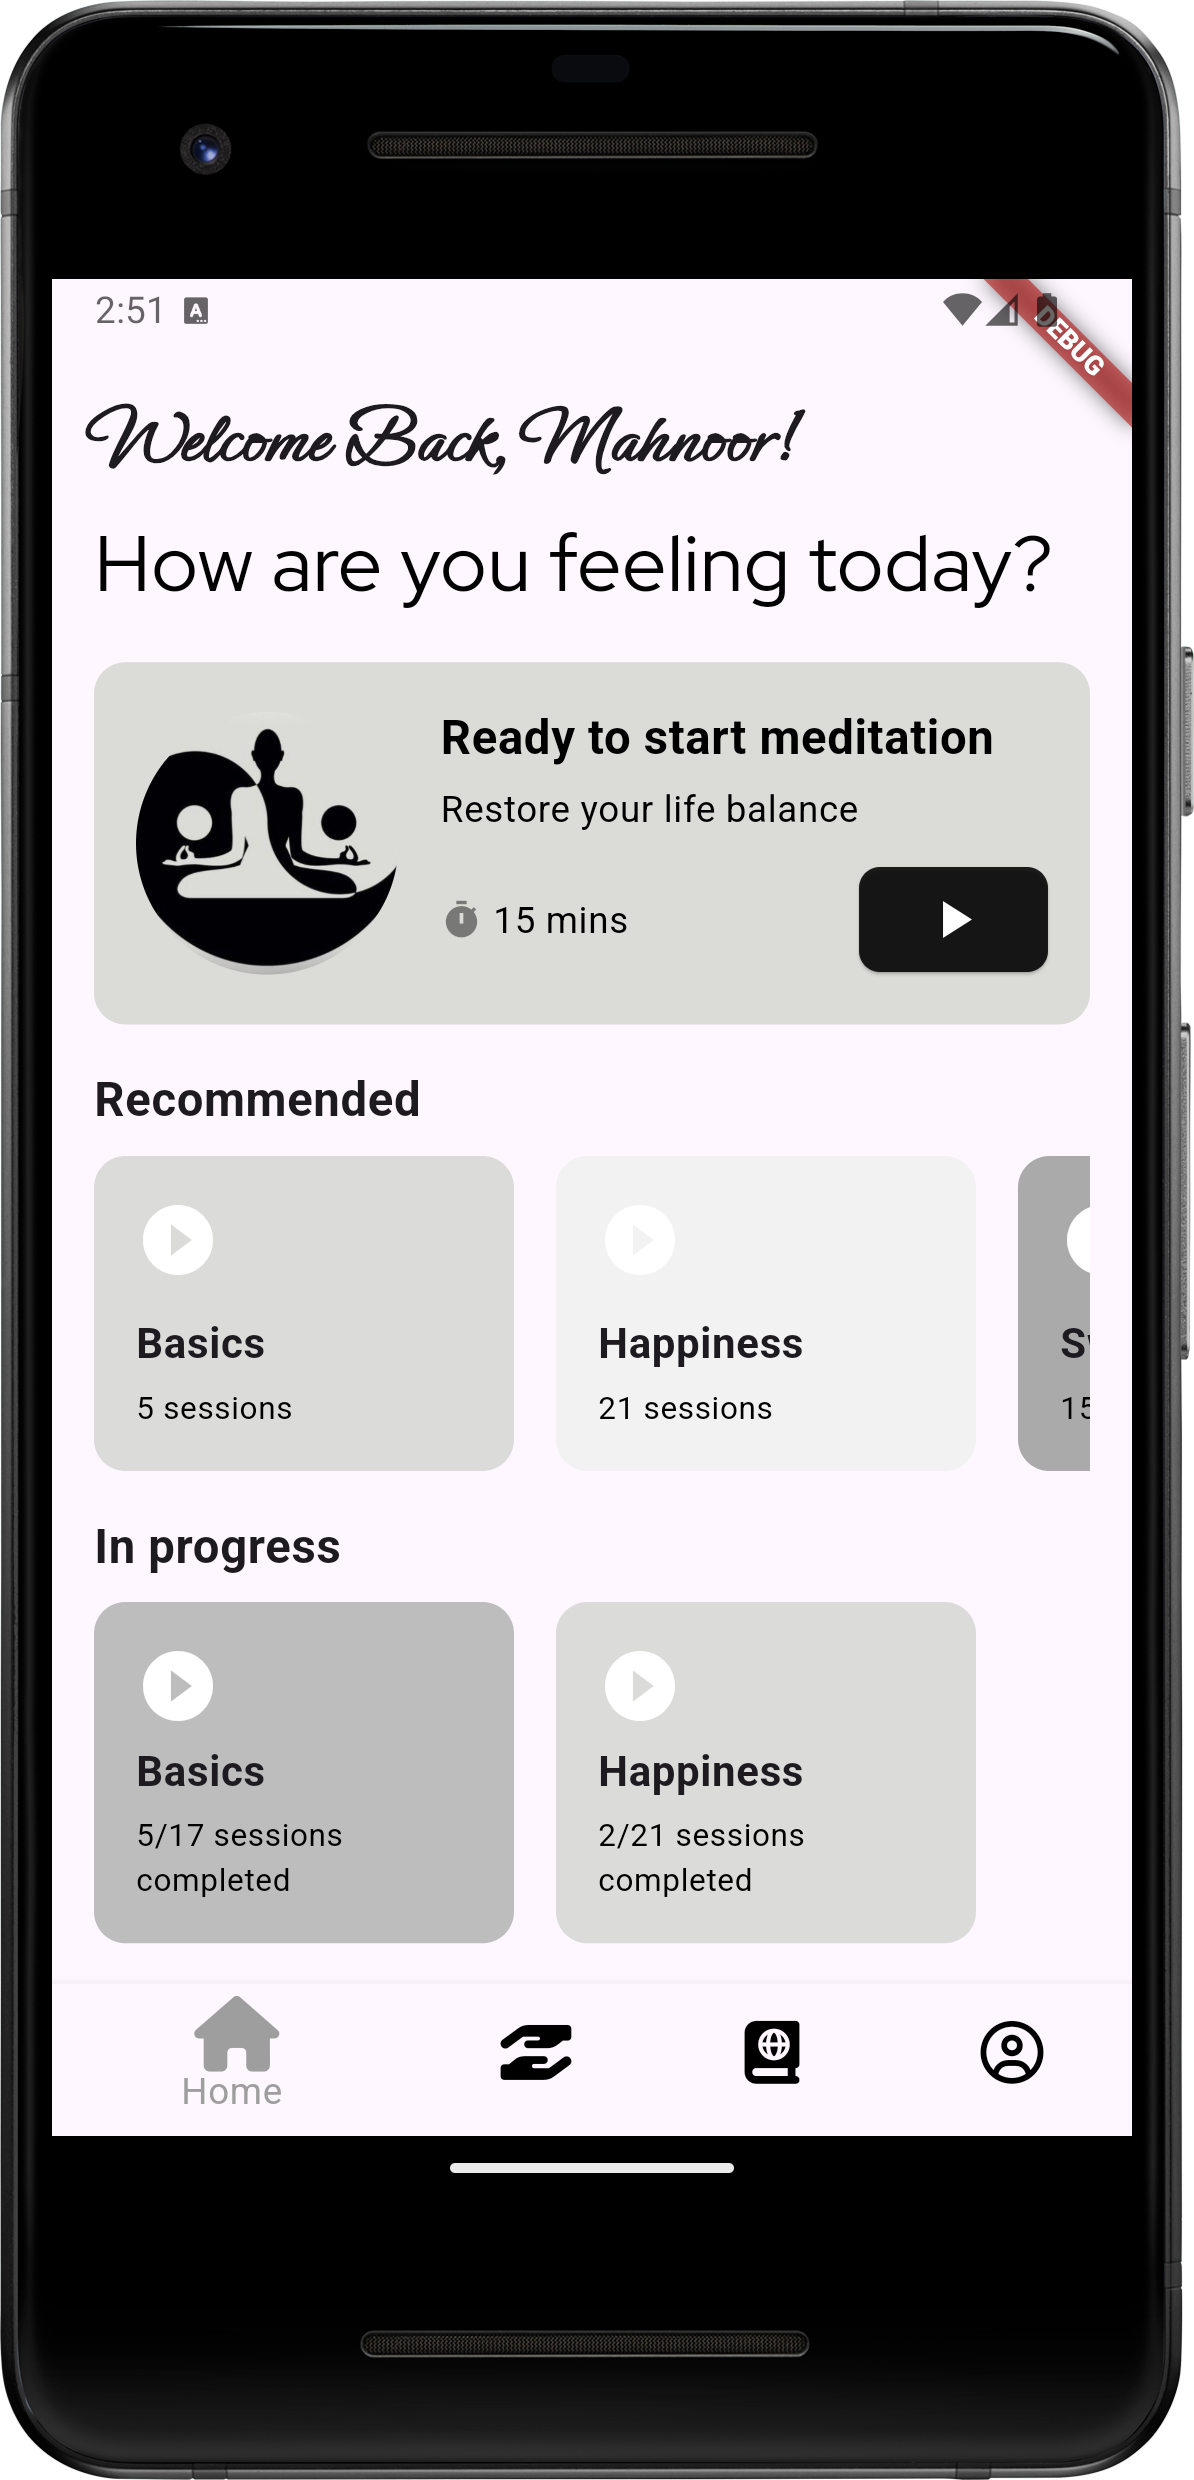 2:51
A
DEBUG
Welcome Back, Mahnoor!
How are you feeling today?
Ready to start meditation
Restore your life balance
15 mins
Recommended
Basics
5 sessions
Happiness
21 sessions
15
In progress
Basics
5/17 sessions
completed
Happiness
2/21 sessions
completed
Home